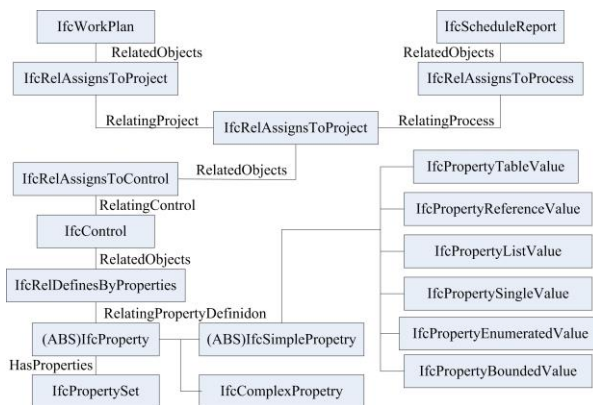 IfcWorkPlan
IfcScheduleReport
RelatedObjects
RelatedObjects
IfcRelAssignsToProject
IfcRelAssignsToProcess
RelatingProject
IfcRelAssignsToProject
RelatingProcess
RelatedObjects
IfcPropertyTableValue
IfcRelAssignsToControl
RelatingControl
IfcPropertyReferenceValue
IfcControl
IfcPropertyListValue
RelatedObjects
IfcRelDefinesByProperties
IfcPropertySingleValue
RelatingPropertyDefinidon
(ABS)IfcProperty
(ABS)IfcSimplePropetry
IfcPropertyEnumeratedValue
HasProperties
IfcPropertyBoundedValue
IfcPropertySet
IfcComplexPropetry